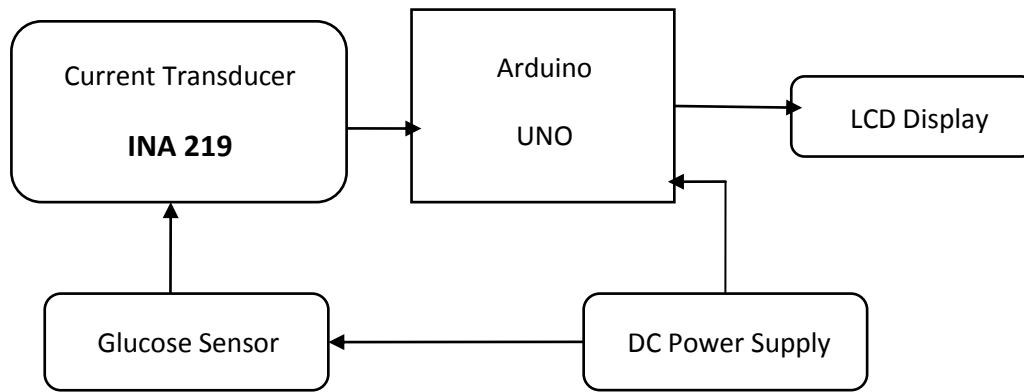 Current Transducer
INA 219
Arduino
UNO
LCD Display
Glucose Sensor
DC Power Supply